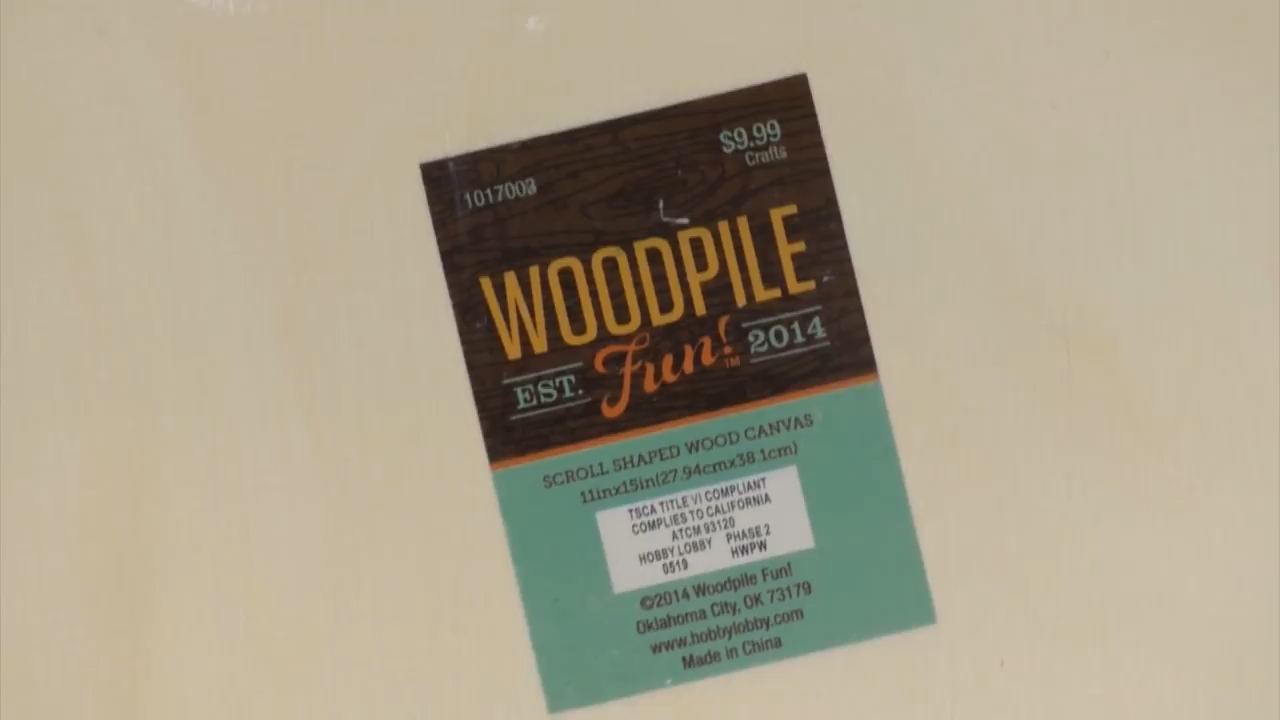 1017003
$9.99
Crafts
WOODPILE
EST. Fun!™ 2014
SCROLL SHAPED WOOD CANVAS
11inx15in(27.94cmx38.1cm)
TSCA TITLE VI COMPLIANT
COMPLIES TO CALIFORNIA
ATCM 93120
HOBBY LOBBY PHASE 2
0519 HWPW
©2014 Woodpile Fun!
Oklahoma City, OK 73179
www.hobbylobby.com
Made in China